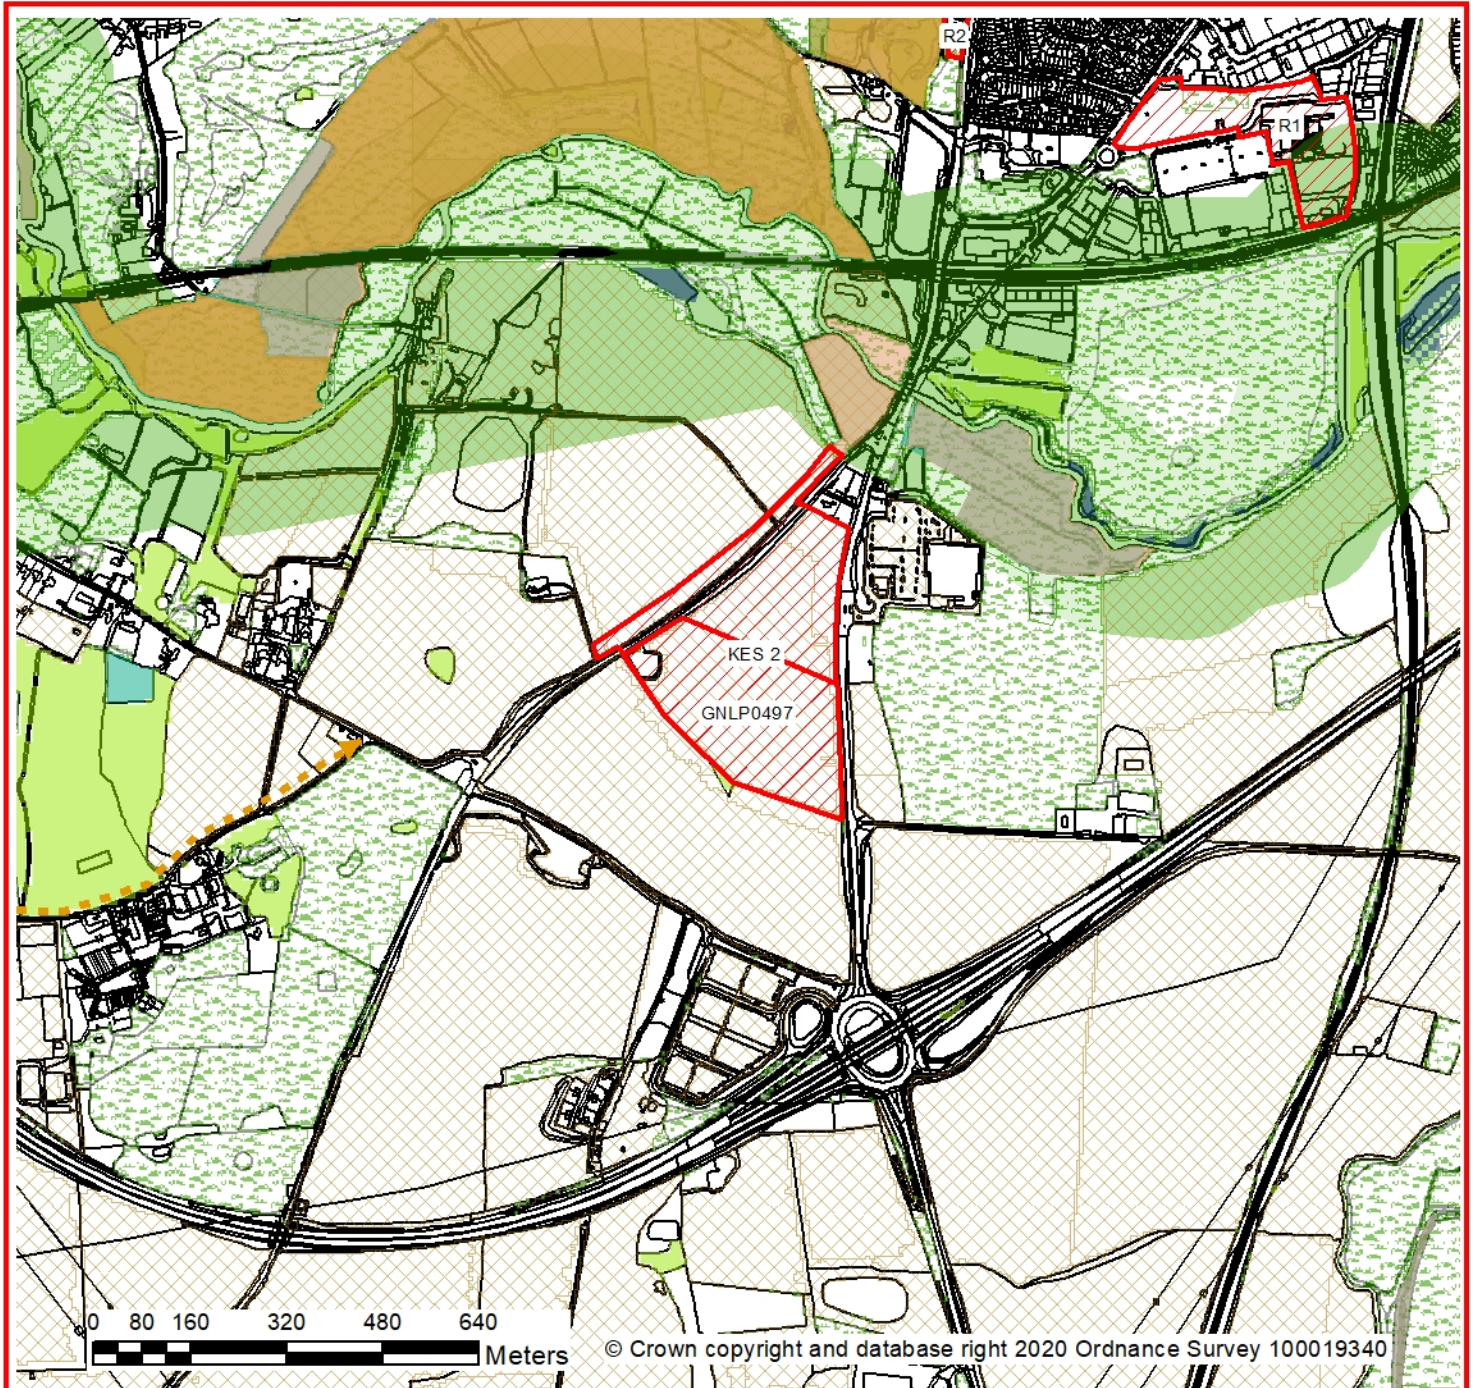 R2
R1
KES 2
GNLP0497
0 80 160 320 480 640
Meters
© Crown copyright and database right 2020 Ordnance Survey 100019340